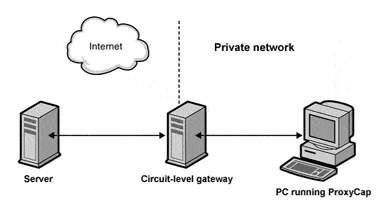 Internet
Private network
Server
Circuit-level gateway
PC running ProxyCap